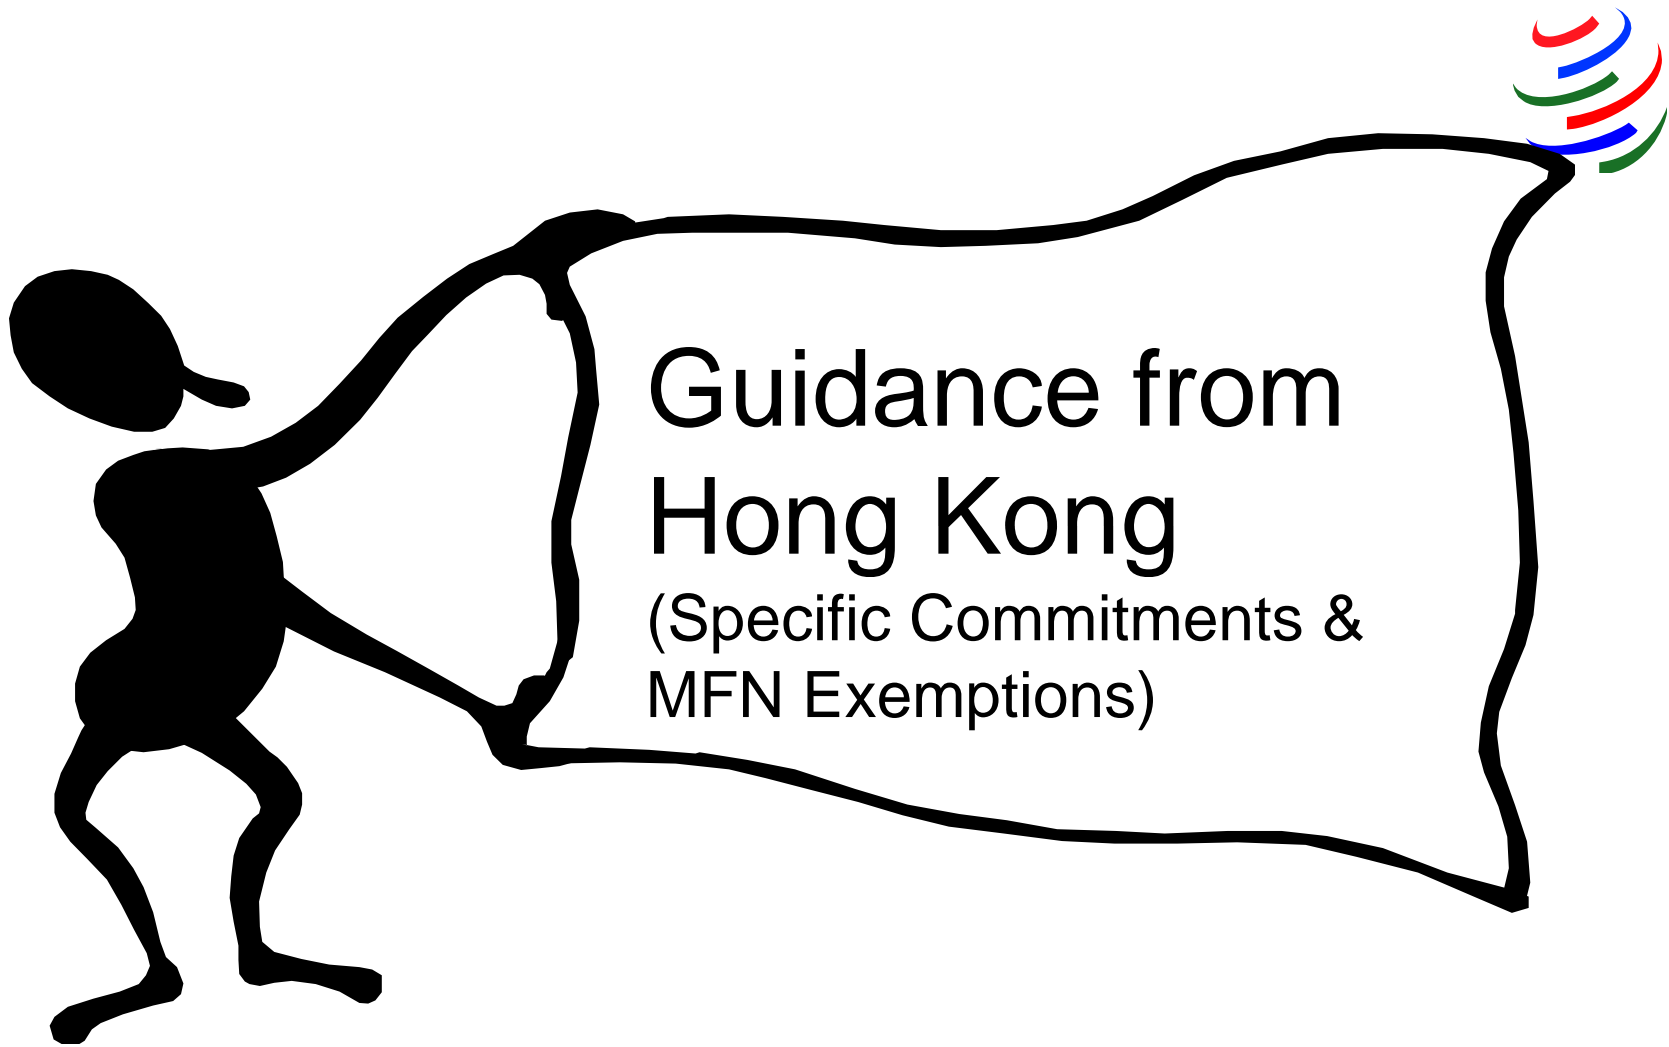 Guidance from
Hong Kong
(Specific Commitments &
MFN Exemptions)